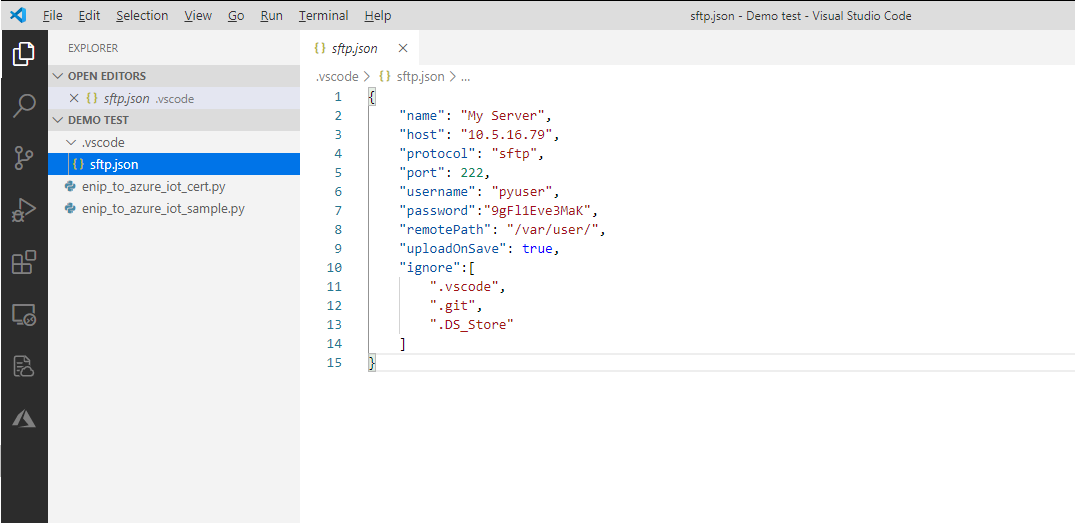 File Edit Selection View Go Run Terminal Help sftp.json - Demo test - Visual Studio Code
EXPLORER
OPEN EDITORS
{} sftp.json .vscode
DEMO TEST
.vscode
{} sftp.json
enip_to_azure_iot_cert.py
enip_to_azure_iot_sample.py
{} sftp.json
.vscode > {} sftp.json > ...
1 {
2 "name": "My Server",
3 "host": "10.5.16.79",
4 "protocol": "sftp",
5 "port": 222,
6 "username": "pyuser",
7 "password":"9gFl1Eve3MaK",
8 "remotePath": "/var/user/",
9 "uploadOnSave": true,
10 "ignore":[
11 ".vscode",
12 ".git",
13 ".DS_Store"
14 ]
15 }